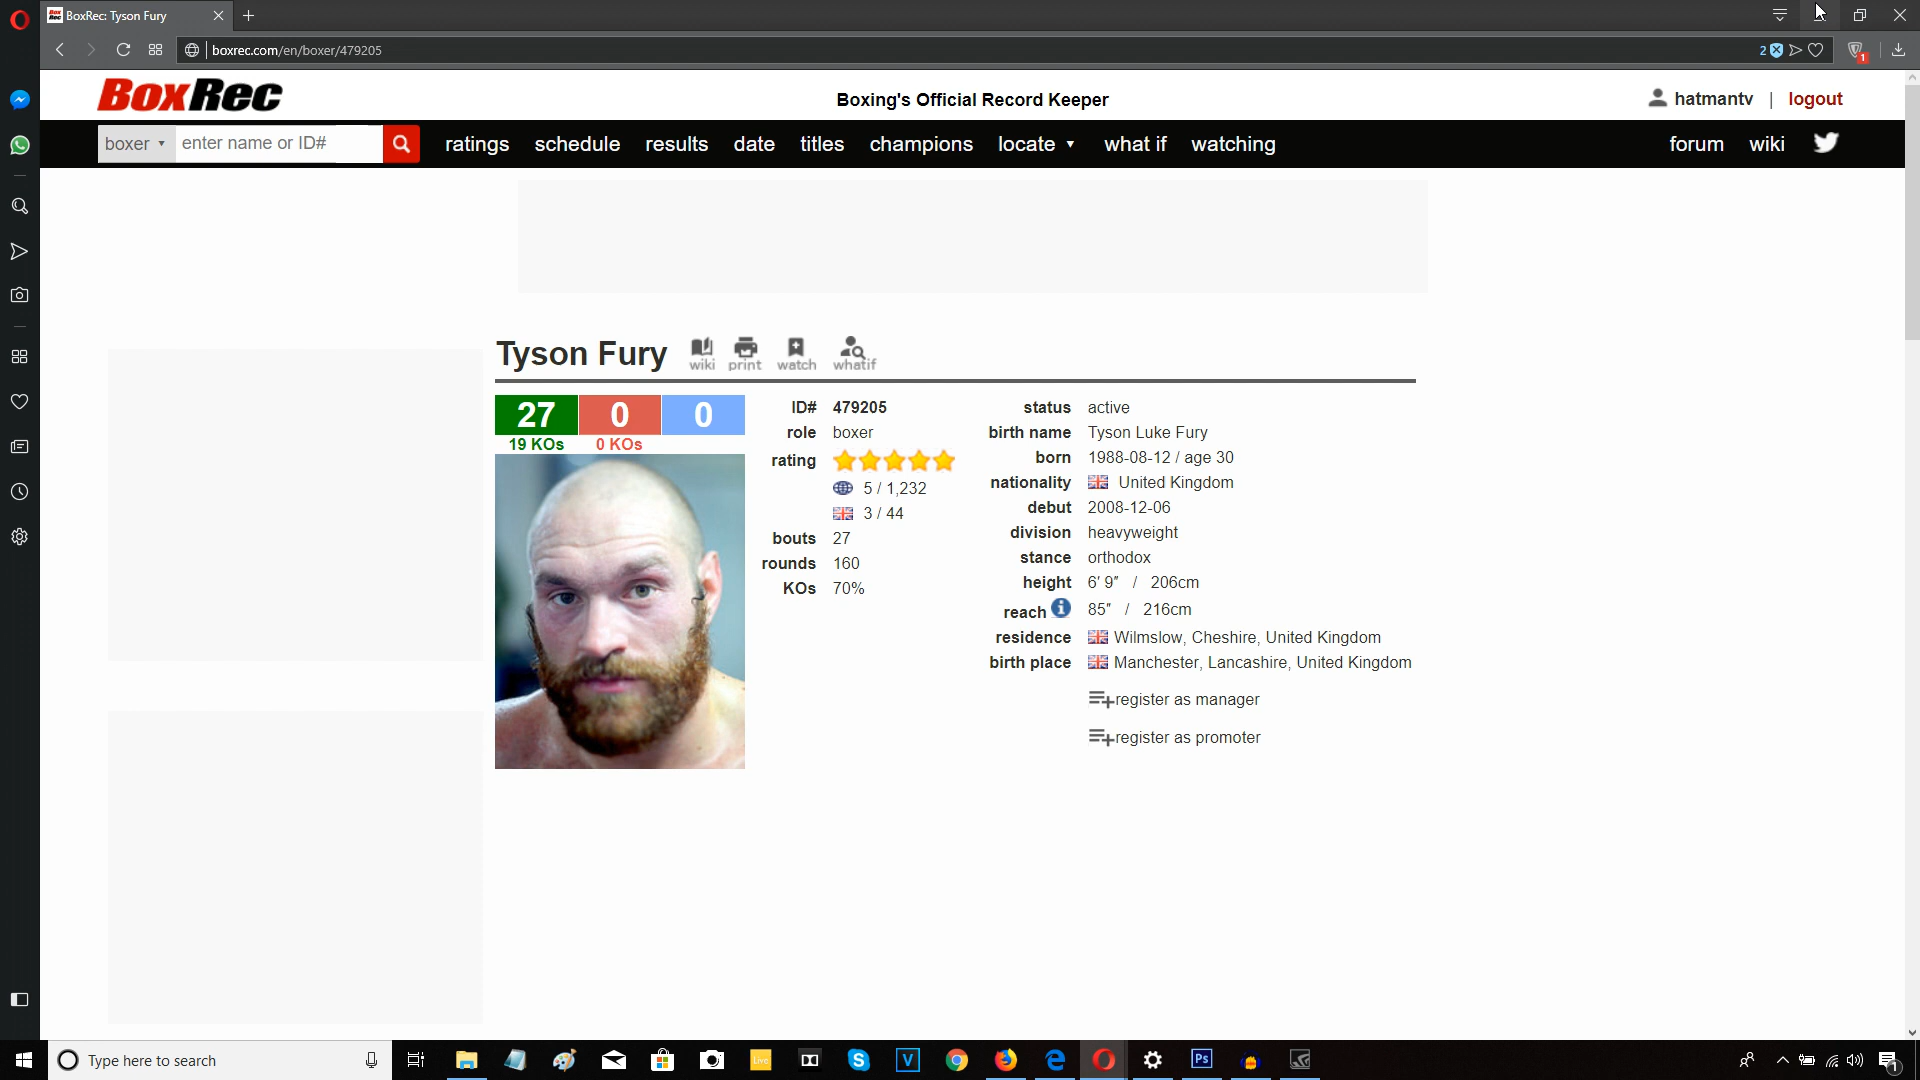 BoxRec: Tyson Fury
boxrec.com/en/boxer/479205
2
1
BoxRec
Boxing's Official Record Keeper
hatmantv | logout
boxer
enter name or ID#
ratings schedule results date titles champions locate what if watching
forum wiki
Tyson Fury
wiki print watch whatif
27 0 0
19 KOs 0 KOs
ID# 479205
role boxer
rating
5 / 1,232
3 / 44
bouts 27
rounds 160
KOs 70%
status active
birth name Tyson Luke Fury
born 1988-08-12 / age 30
nationality United Kingdom
debut 2008-12-06
division heavyweight
stance orthodox
height 6′ 9″ / 206cm
reach 85″ / 216cm
residence Wilmslow, Cheshire, United Kingdom
birth place Manchester, Lancashire, United Kingdom
register as manager
register as promoter
Type here to search
Live
Ps
1